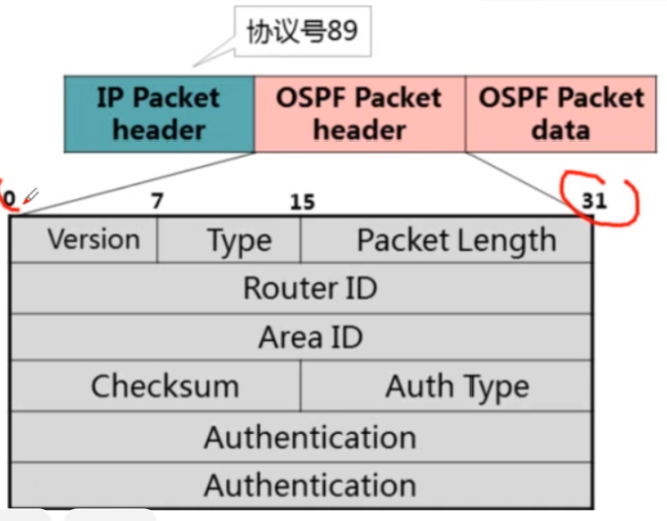 协议号89
IP Packet header
OSPF Packet header
OSPF Packet data
0 7 15 31
Version Type Packet Length
Router ID
Area ID
Checksum Auth Type
Authentication
Authentication